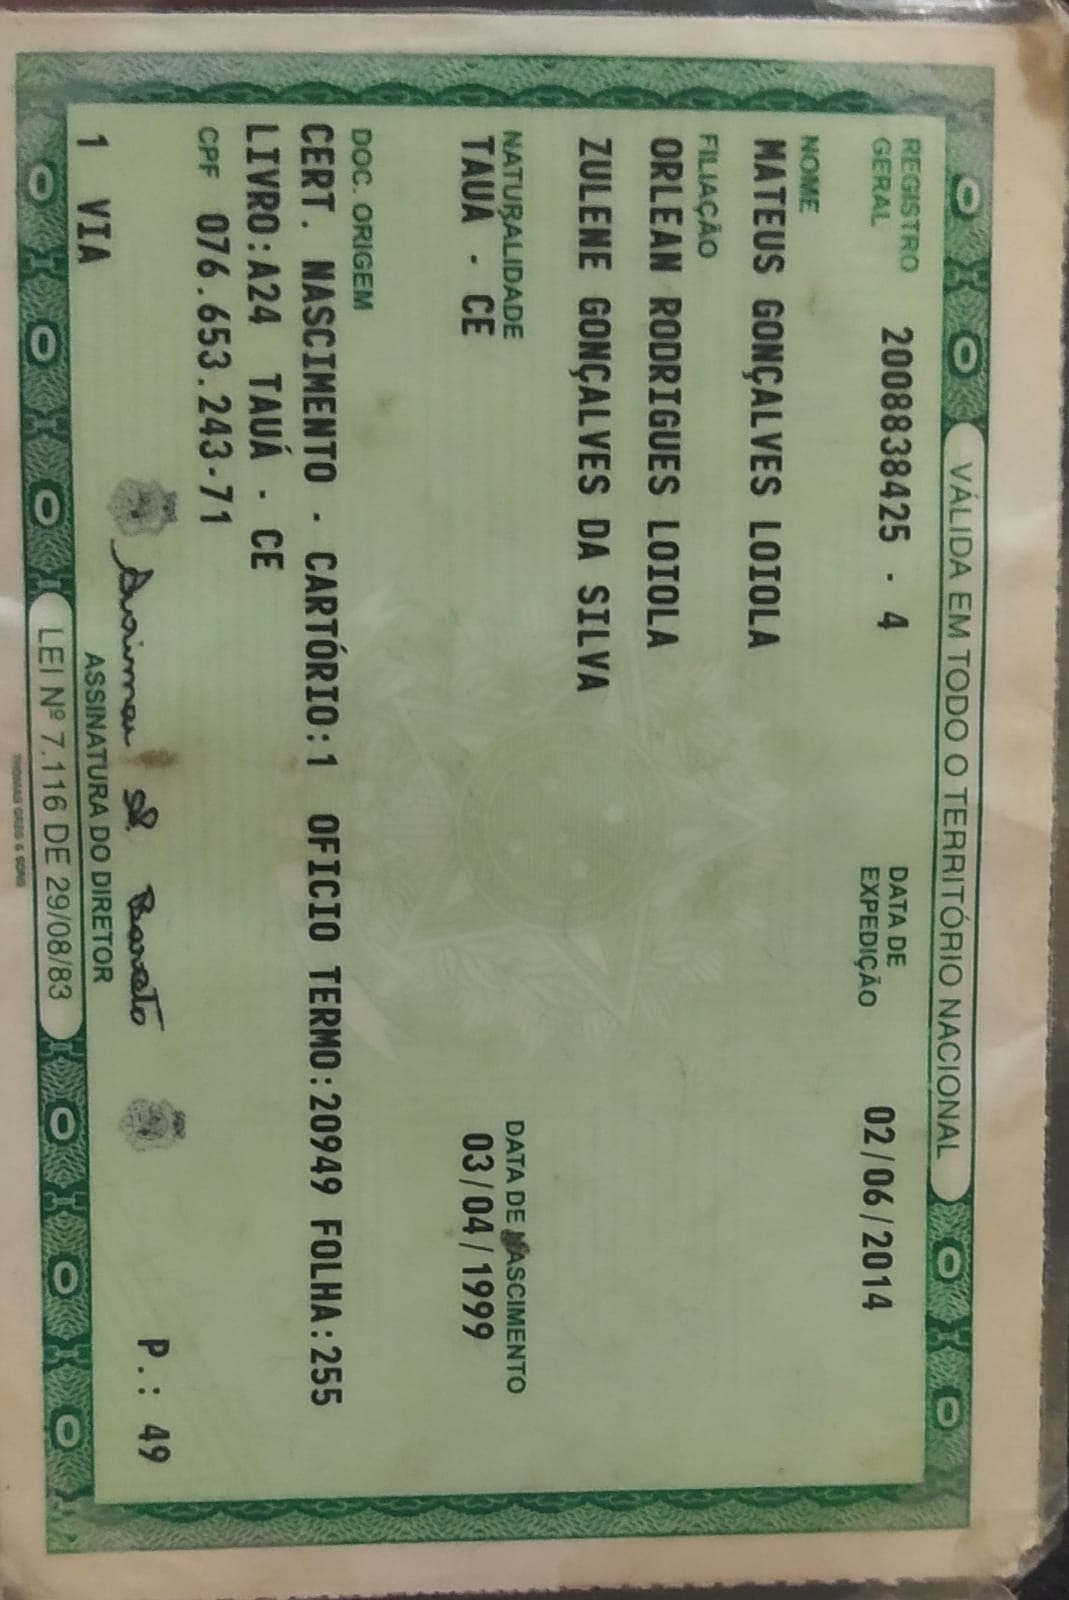 VÁLIDA EM TODO O TERRITÓRIO NACIONAL
REGISTRO GERAL 2008838425 - 4 DATA DE EXPEDIÇÃO 02/06/2014
NOME
MATEUS GONÇALVES LOIOLA
FILIAÇÃO
ORLEAN RODRIGUES LOIOLA
ZULENE GONÇALVES DA SILVA
NATURALIDADE DATA DE NASCIMENTO
TAUÁ - CE 03/04/1999
DOC. ORIGEM
CERT. NASCIMENTO - CARTÓRIO:1 OFICIO TERMO:20949 FOLHA:255
LIVRO:A24 TAUÁ - CE
CPF 076.653.243-71
P.: 49
1 VIA
ASSINATURA DO DIRETOR
LEI Nº 7.116 DE 29/08/83
THOMAS GREG & SONS